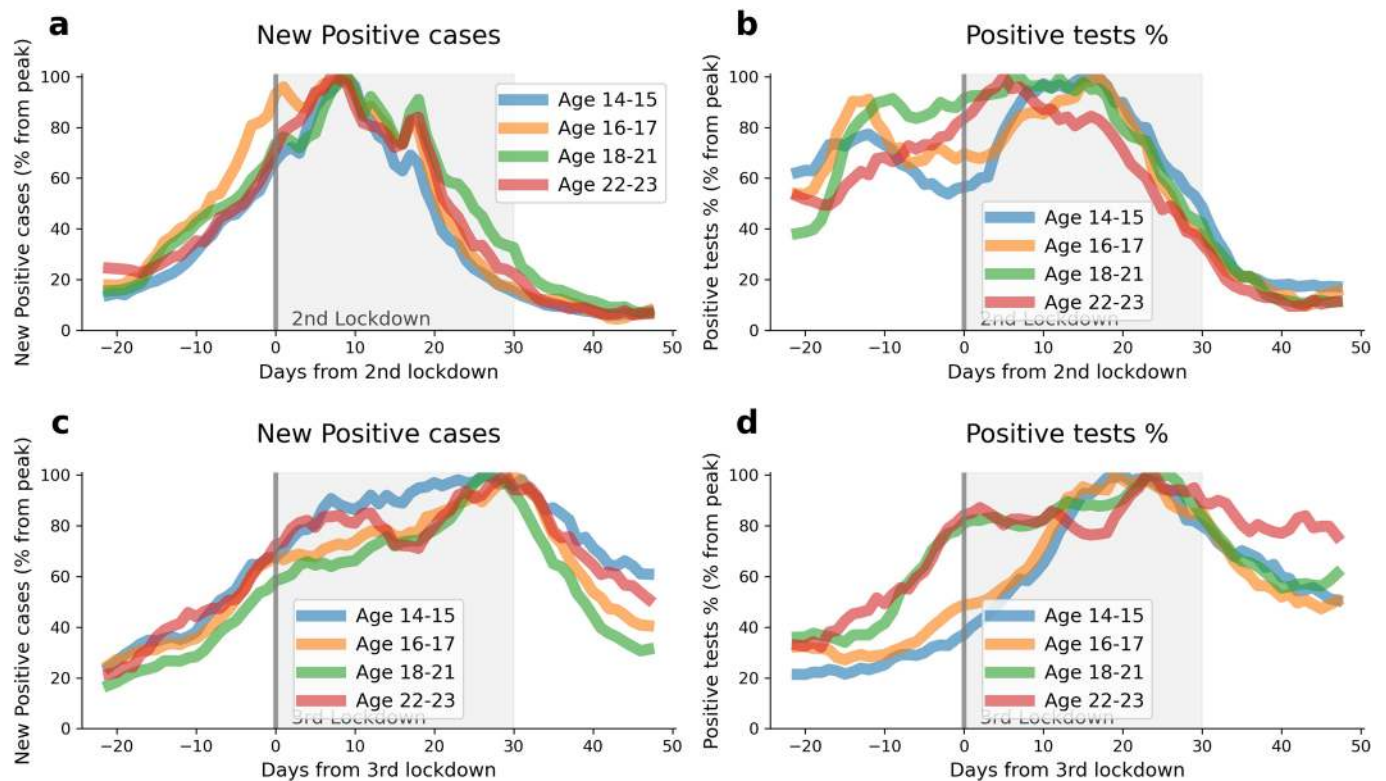 a
New Positive cases
New Positive cases (% from peak)
100
80
60
40
20
0
Age 14-15
Age 16-17
Age 18-21
Age 22-23
2nd Lockdown
−20 −10 0 10 20 30 40 50
Days from 2nd lockdown
b
Positive tests %
Positive tests % (% from peak)
100
80
60
40
20
0
Age 14-15
Age 16-17
Age 18-21
Age 22-23
2nd Lockdown
−20 −10 0 10 20 30 40 50
Days from 2nd lockdown
c
New Positive cases
New Positive cases (% from peak)
100
80
60
40
20
0
Age 14-15
Age 16-17
Age 18-21
Age 22-23
3rd Lockdown
−20 −10 0 10 20 30 40 50
Days from 3rd lockdown
d
Positive tests %
Positive tests % (% from peak)
100
80
60
40
20
0
Age 14-15
Age 16-17
Age 18-21
Age 22-23
3rd Lockdown
−20 −10 0 10 20 30 40 50
Days from 3rd lockdown